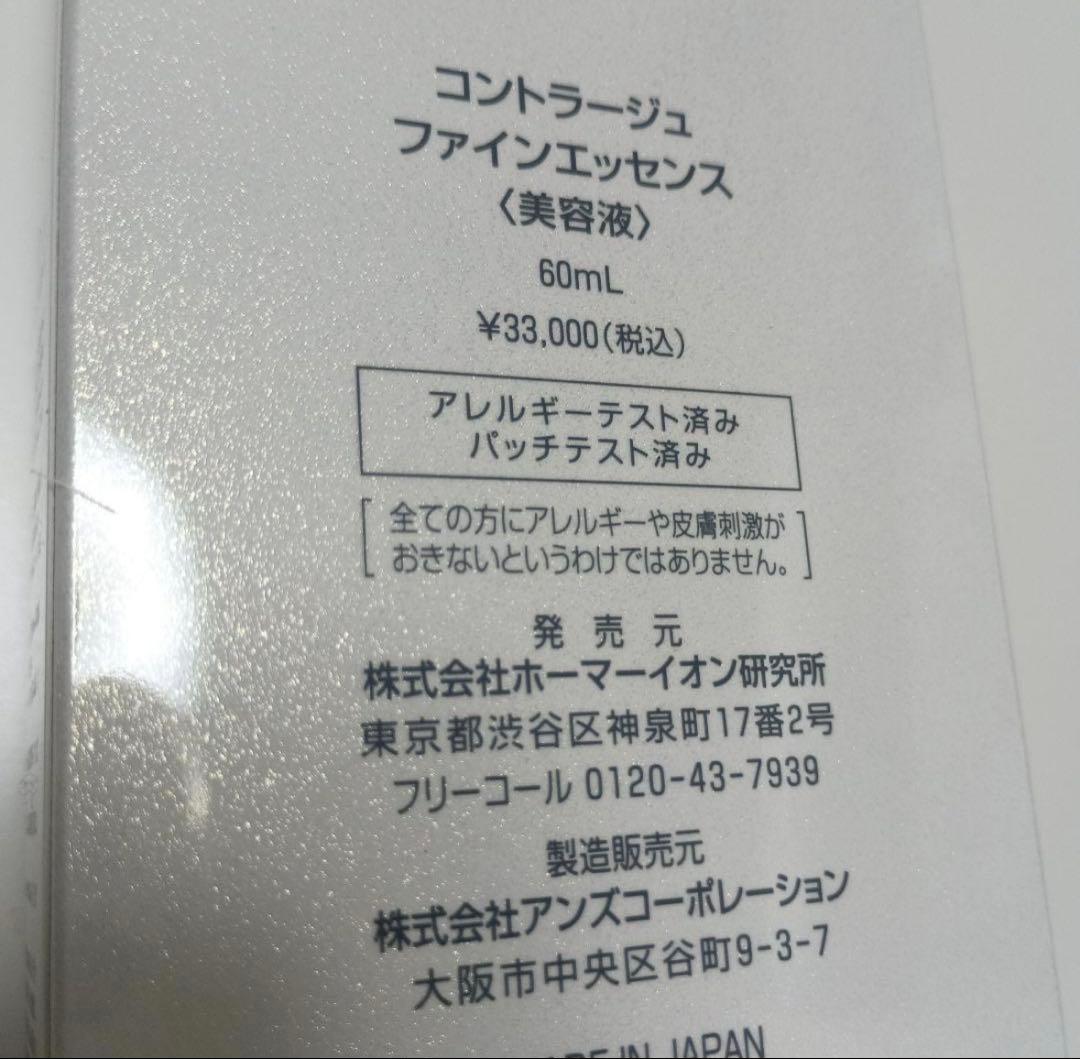 コントラージュ
ファインエッセンス
〈美容液〉
60mL
¥33,000(税込)
アレルギーテスト済み
パッチテスト済み
全ての方にアレルギーや皮膚刺激が
おきないというわけではありません。
発売元
株式会社ホーマーイオン研究所
東京都渋谷区神泉町17番2号
フリーコール 0120-43-7939
製造販売元
株式会社アンズコーポレーション
大阪市中央区谷町9-3-7
IN JAPAN